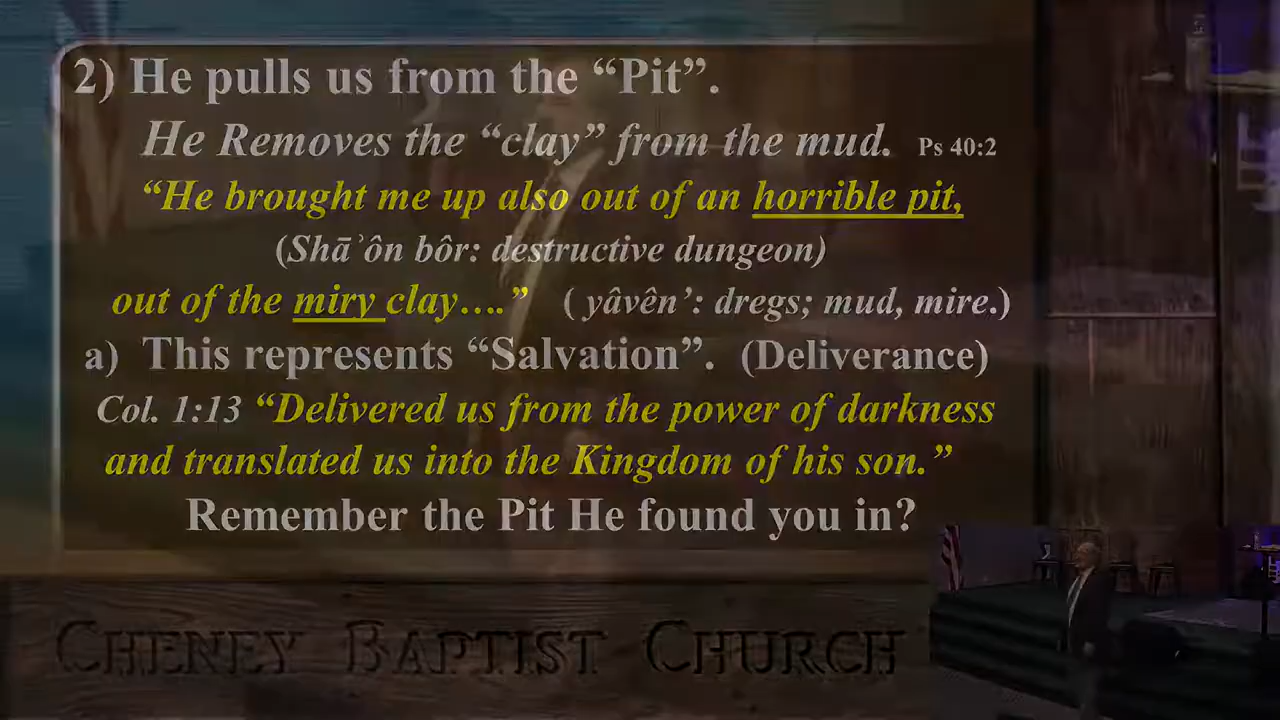 2) He pulls us from the “Pit”.
He Removes the “clay” from the mud. Ps 40:2
“He brought me up also out of an horrible pit,
(Shāʾôn bôr: destructive dungeon)
out of the miry clay….” ( yâvên’: dregs; mud, mire.)
a) This represents “Salvation”. (Deliverance)
Col. 1:13 “Delivered us from the power of darkness
and translated us into the Kingdom of his son.”
Remember the Pit He found you in?
CHENEY BAPTIST CHURCH